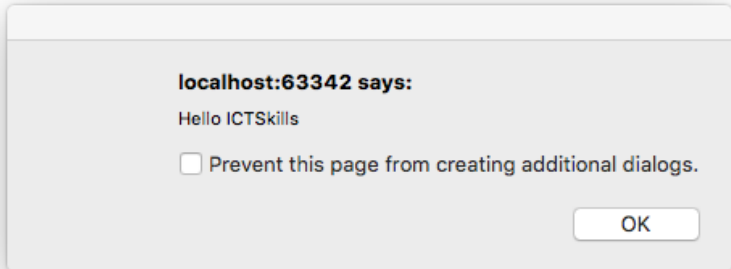 localhost:63342 says:
Hello ICTSkills
Prevent this page from creating additional dialogs.
OK